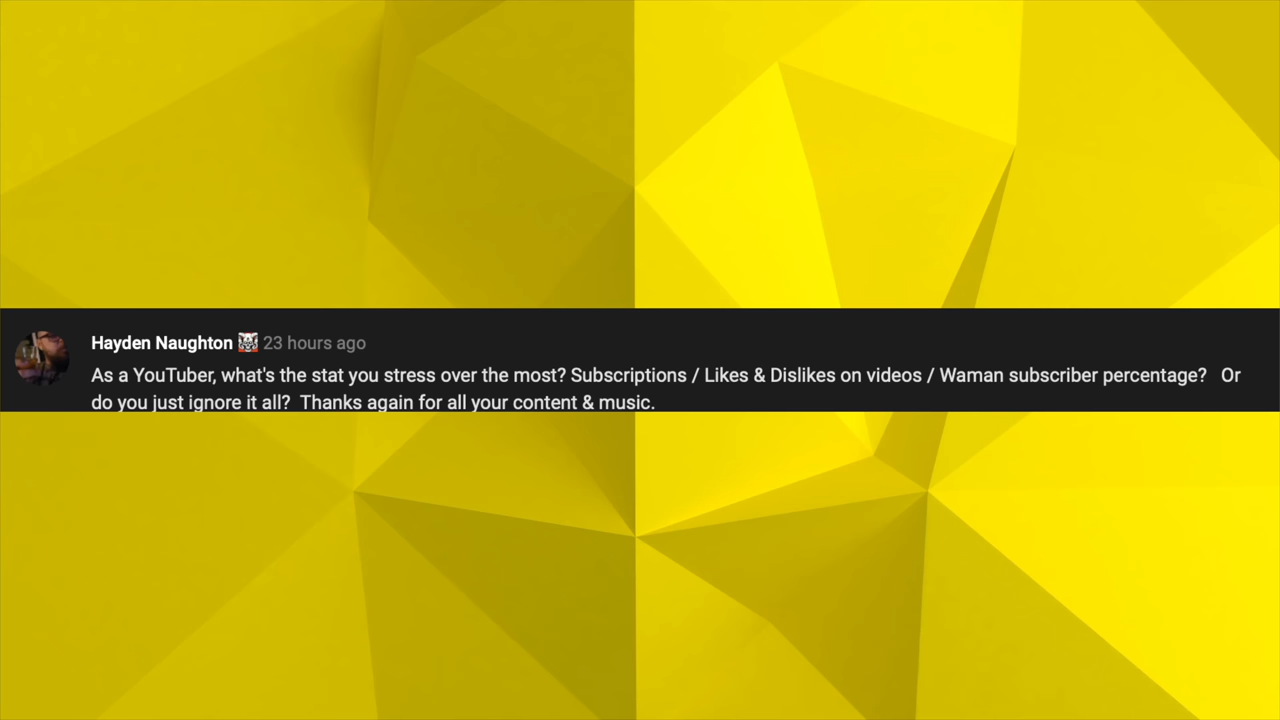 Hayden Naughton 23 hours ago
As a YouTuber, what's the stat you stress over the most? Subscriptions / Likes & Dislikes on videos / Waman subscriber percentage?   Or
do you just ignore it all?  Thanks again for all your content & music.